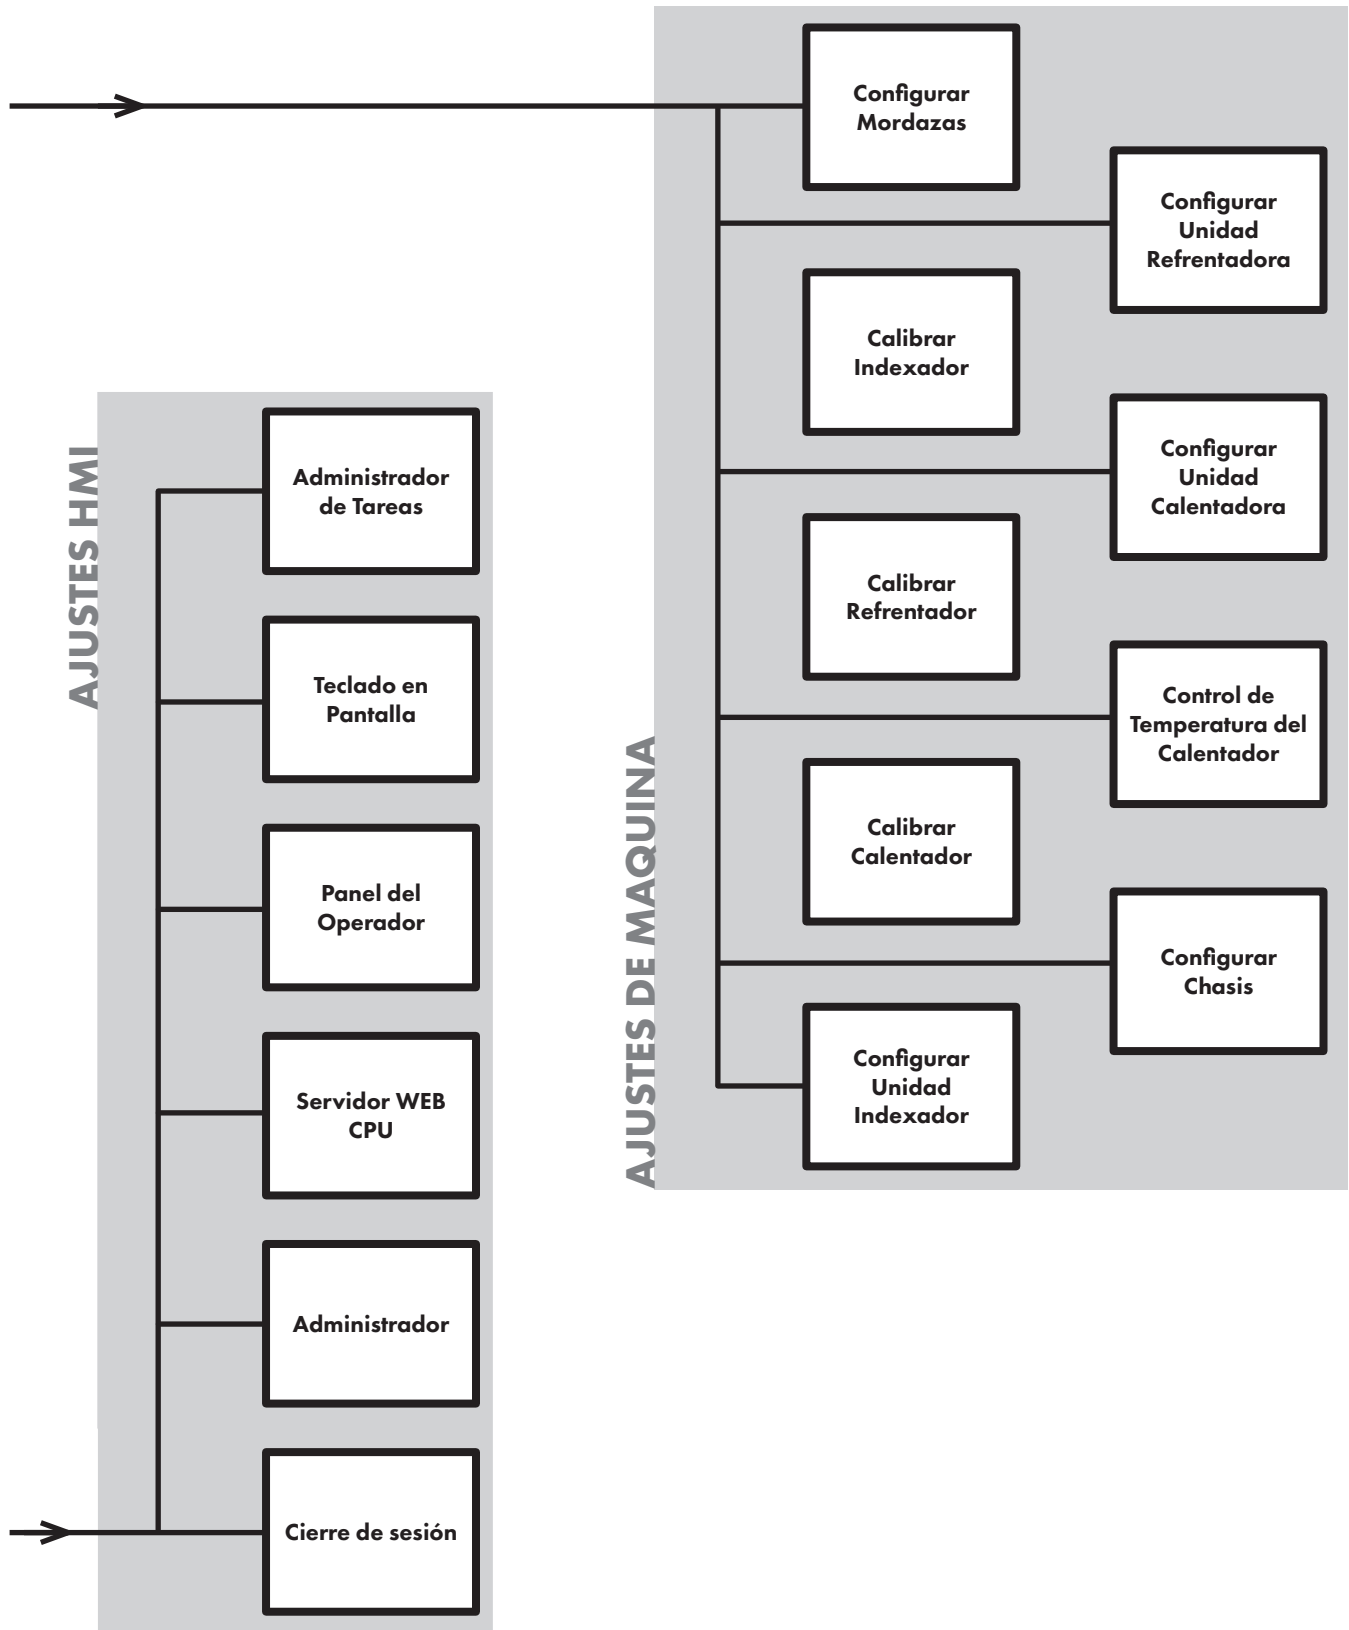 AJUSTES HMI
Administrador
de Tareas
Teclado en
Pantalla
Panel del
Operador
Servidor WEB
CPU
Administrador
Cierre de sesión
AJUSTES DE MAQUINA
Configurar
Mordazas
Configurar
Unidad
Refrentadora
Calibrar
Indexador
Configurar
Unidad
Calentadora
Calibrar
Refrentador
Control de
Temperatura del
Calentador
Calibrar
Calentador
Configurar
Chasis
Configurar
Unidad
Indexador